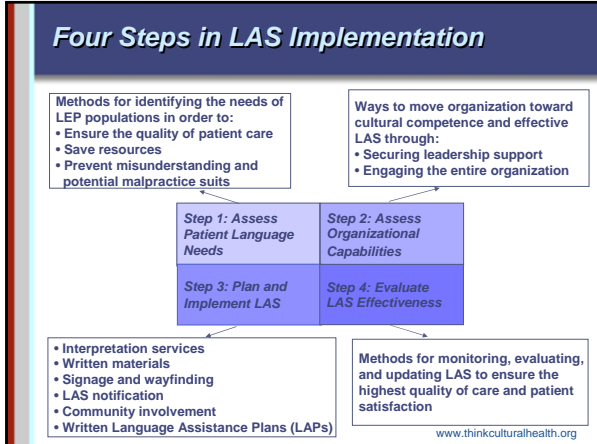 Four Steps in LAS Implementation
Methods for identifying the needs of
LEP populations in order to:
• Ensure the quality of patient care
• Save resources
• Prevent misunderstanding and
potential malpractice suits
Ways to move organization toward
cultural competence and effective
LAS through:
• Securing leadership support
• Engaging the entire organization
Step 1: Assess
Patient Language
Needs
Step 2: Assess
Organizational
Capabilities
Step 3: Plan and
Implement LAS
Step 4: Evaluate
LAS Effectiveness
• Interpretation services
• Written materials
• Signage and wayfinding
• LAS notification
• Community involvement
• Written Language Assistance Plans (LAPs)
Methods for monitoring, evaluating,
and updating LAS to ensure the
highest quality of care and patient
satisfaction
www.thinkculturalhealth.org